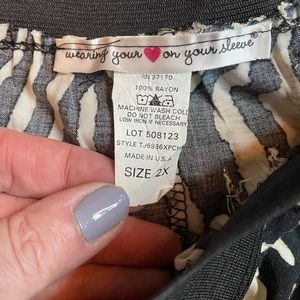 wearing your ❤ on your sleeve®
RN 97170
100% RAYON
MACHINE WASH COLD
DO NOT BLEACH
LOW IRON IF NECESSARY
LOT 508123
STYLE TJ6936XPCH
MADE IN U.S.A
SIZE 2X